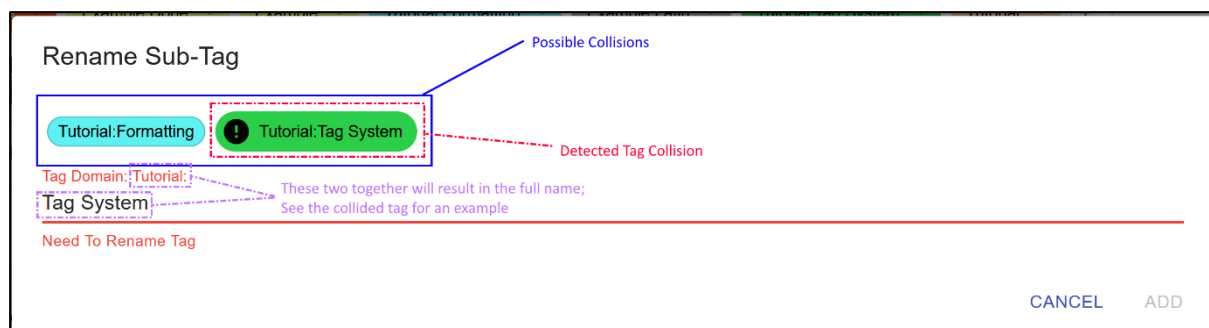 Possible Collisions
Rename Sub-Tag
Tutorial:Formatting
! Tutorial:Tag System
Detected Tag Collision
Tag Domain: Tutorial:
These two together will result in the full name;
Tag System
See the collided tag for an example
Need To Rename Tag
CANCEL ADD